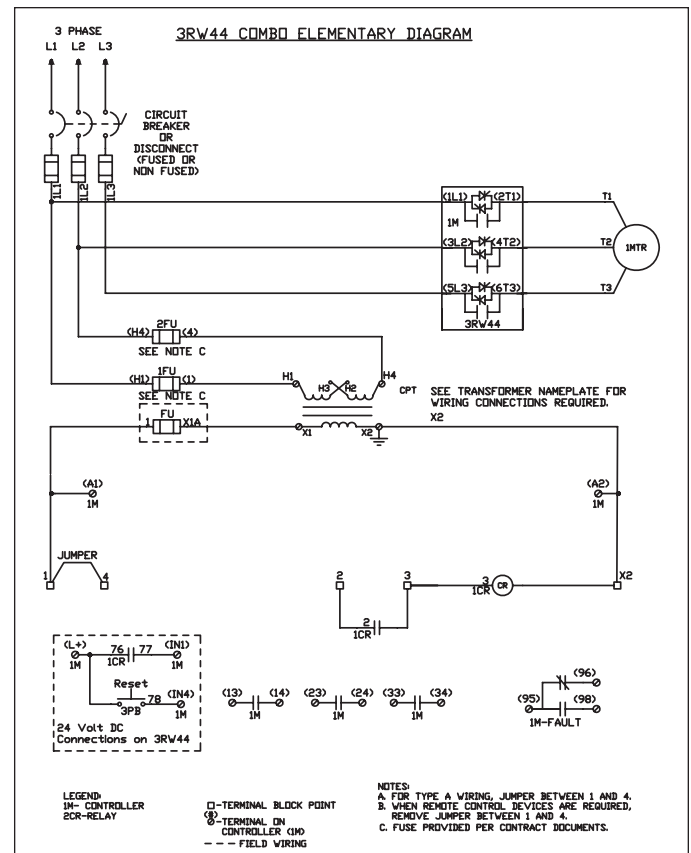 3RW44 COMBO ELEMENTARY DIAGRAM
3 PHASE
L1 L2 L3
CIRCUIT
BREAKER
OR
DISCONNECT
(FUSED OR
NON FUSED)
1L1
1L2
1L3
(1L1) (2T1)
1M
(3L2) (4T2)
(5L3) (6T3)
3RW44
T1
T2
T3
1MTR
2FU
(H4) (4)
SEE NOTE C
1FU
(H1) (1)
SEE NOTE C
FU
1 X1A
H1 H3 H2 H4
CPT
SEE TRANSFORMER NAMEPLATE FOR
WIRING CONNECTIONS REQUIRED.
X1 X2
X2
(A1)
1M
(A2)
1M
JUMPER
1 4
2 3
2
1CR
3
1CR
CR
X2
(L+)
1M
76 77
1CR
(IN1)
1M
Reset
78
3PB
(IN4)
1M
24 Volt DC
Connections on 3RW44
(13) (14)
1M
(23) (24)
1M
(33) (34)
1M
(96)
(95) (98)
1M-FAULT
LEGEND:
1M- CONTROLLER
2CR-RELAY
□-TERMINAL BLOCK POINT
(#)
⌀-TERMINAL ON
CONTROLLER (1M)
- - - - FIELD WIRING
NOTES:
A. FOR TYPE A WIRING, JUMPER BETWEEN 1 AND 4.
B. WHEN REMOTE CONTROL DEVICES ARE REQUIRED,
REMOVE JUMPER BETWEEN 1 AND 4.
C. FUSE PROVIDED PER CONTRACT DOCUMENTS.